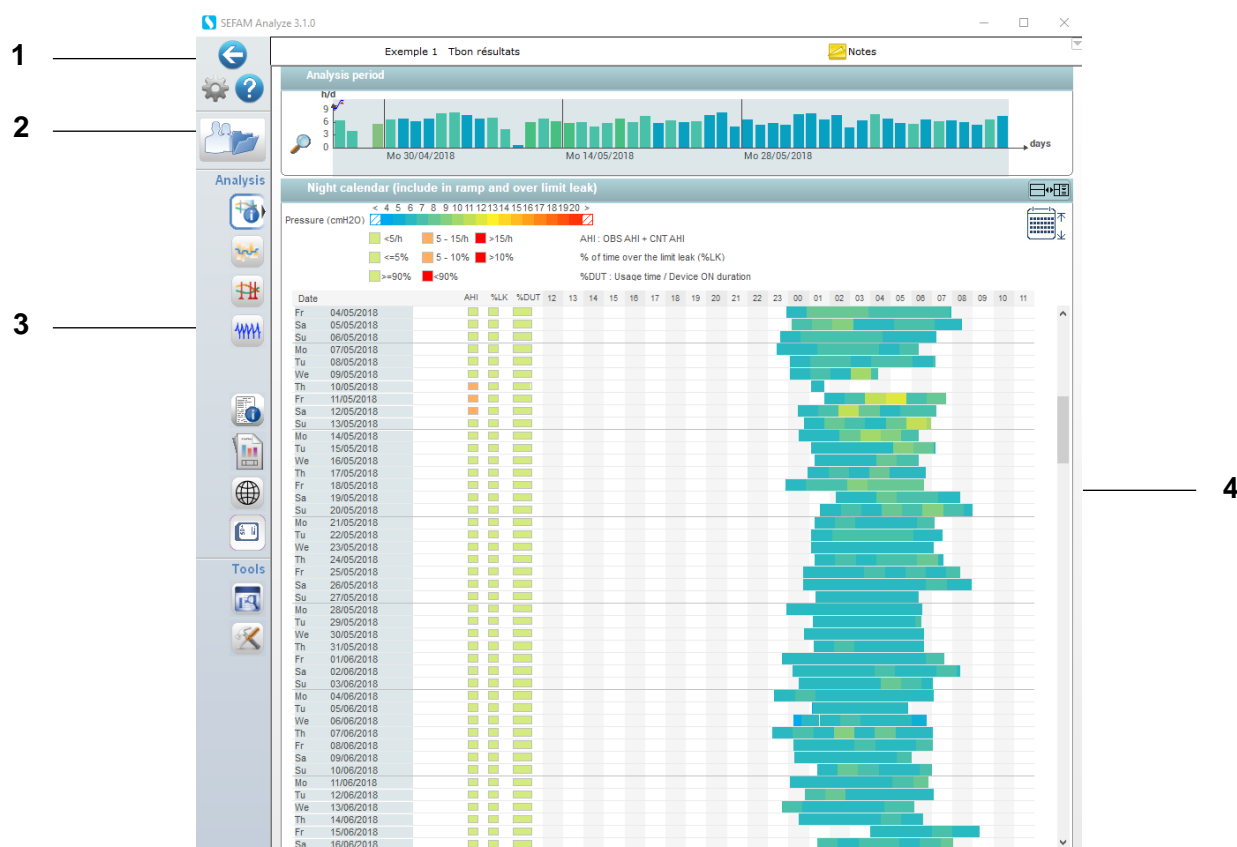 SEFAM Analyze 3.1.0
1
Exemple 1 Tbon résultats
Notes
Analysis period
h/d
9
6
3
0
days
Mo 30/04/2018 Mo 14/05/2018 Mo 28/05/2018
2
Analysis
Night calendar (include in ramp and over limit leak)
< 4 5 6 7 8 9 10 11 12 13 14 15 16 17 18 19 20 >
Pressure (cmH2O)
<5/h 5 - 15/h >15/h AHI : OBS AHI + CNT AHI
<=5% 5 - 10% >10% % of time over the limit leak (%LK)
>=90% <90% %DUT : Usage time / Device ON duration
Date AHI %LK %DUT 12 13 14 15 16 17 18 19 20 21 22 23 00 01 02 03 04 05 06 07 08 09 10 11
Fr 04/05/2018
Sa 05/05/2018
3
Su 06/05/2018
Mo 07/05/2018
Tu 08/05/2018
We 09/05/2018
Th 10/05/2018
Fr 11/05/2018
Sa 12/05/2018
Su 13/05/2018
Mo 14/05/2018
Tu 15/05/2018
We 16/05/2018
Th 17/05/2018
Fr 18/05/2018
4
Sa 19/05/2018
Su 20/05/2018
Mo 21/05/2018
Tu 22/05/2018
We 23/05/2018
Th 24/05/2018
Tools
Fr 25/05/2018
Sa 26/05/2018
Su 27/05/2018
Mo 28/05/2018
Tu 29/05/2018
We 30/05/2018
Th 31/05/2018
Fr 01/06/2018
Sa 02/06/2018
Su 03/06/2018
Mo 04/06/2018
Tu 05/06/2018
We 06/06/2018
Th 07/06/2018
Fr 08/06/2018
Sa 09/06/2018
Su 10/06/2018
Mo 11/06/2018
Tu 12/06/2018
We 13/06/2018
Th 14/06/2018
Fr 15/06/2018
Sa 16/06/2018